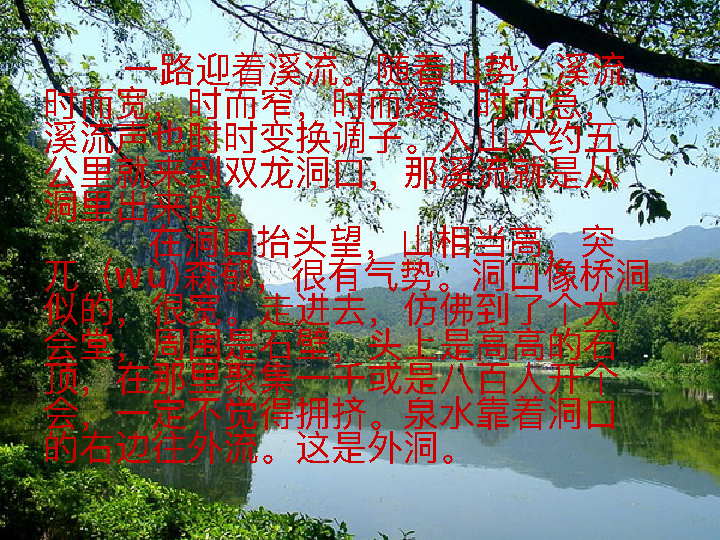 一路迎着溪流。随着山势，溪流
时而宽，时而窄，时而缓，时而急，
溪流声也时时变换调子。入山大约五
公里就来到双龙洞口，那溪流就是从
洞里出来的。
在洞口抬头望，山相当高，突
兀（wu)森郁，很有气势。洞口像桥洞
似的，很宽。走进去，仿佛到了个大
会堂，周围是石壁，头上是高高的石
顶，在那里聚集一千或是八百人开个
会，一定不觉得拥挤。泉水靠着洞口
的右边往外流。这是外洞。